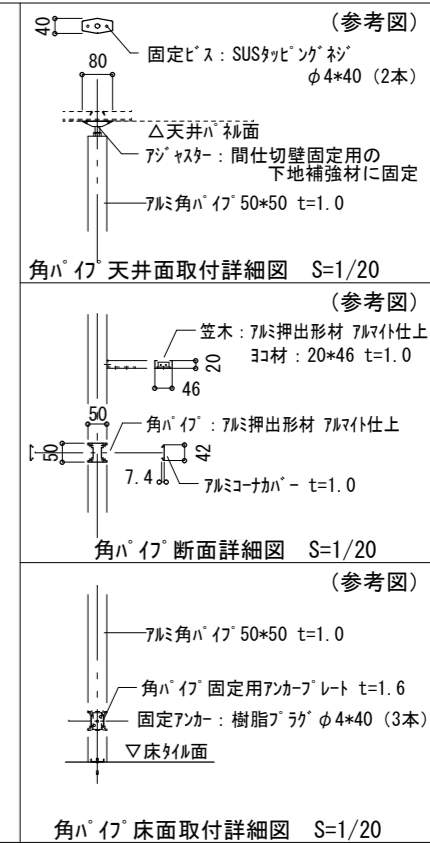 (参考図)
40
固定ビス：SUSタッピングネジ
φ4*40 (2本)
80
△天井パネル面
アジャスター：間仕切壁固定用の
下地補強材に固定
アルミ角パイプ50*50 t=1.0
角パイプ天井面取付詳細図 S=1/20
(参考図)
笠木：アルミ押出形材 アルマイト仕上
ヨコ材：20*46 t=1.0
20
46
50
角パイプ：アルミ押出形材 アルマイト仕上
50
42
7.4
アルミコーナカバー t=1.0
角パイプ断面詳細図 S=1/20
(参考図)
アルミ角パイプ50*50 t=1.0
角パイプ固定用アンカープレート t=1.6
固定アンカー：樹脂プラグφ4*40 (3本)
▽床タイル面
角パイプ床面取付詳細図 S=1/20